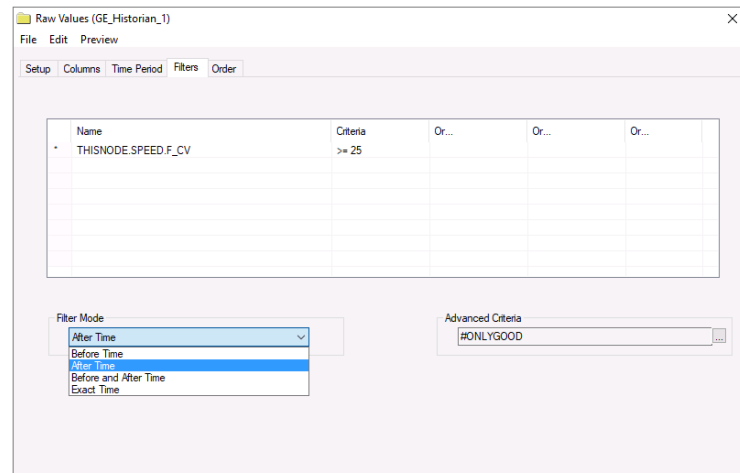 Raw Values (GE_Historian_1)
File Edit Preview
Setup Columns Time Period Filters Order
Name Criteria Or... Or... Or...
* THISNODE.SPEED.F_CV >= 25
Filter Mode Advanced Criteria
After Time #ONLYGOOD ...
Before Time
After Time
Before and After Time
Exact Time